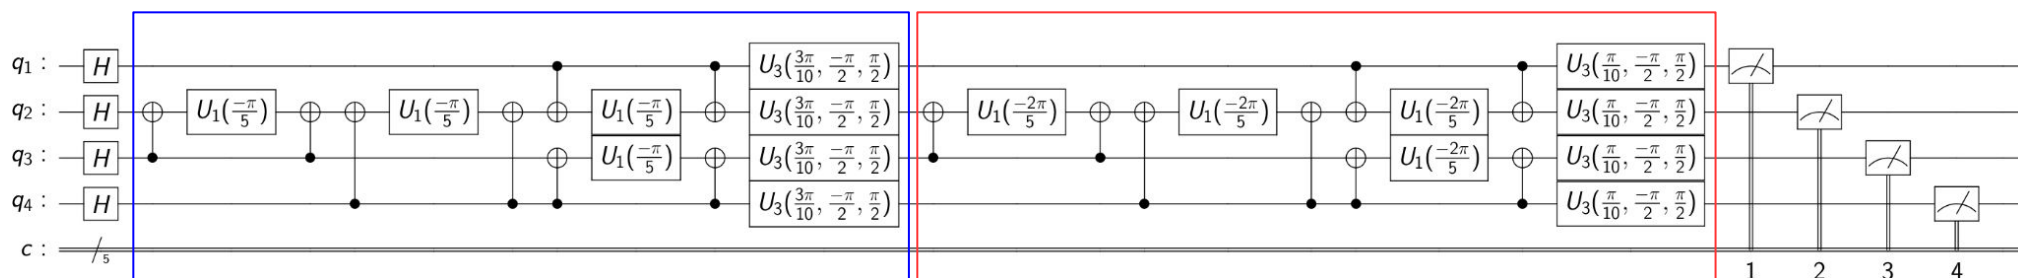 q1 : H U3(3π/10, −π/2, π/2) U3(π/10, −π/2, π/2)
q2 : H U1(−π/5) U1(−π/5) U1(−π/5) U3(3π/10, −π/2, π/2) U1(−2π/5) U1(−2π/5) U1(−2π/5) U3(π/10, −π/2, π/2)
q3 : H U1(−π/5) U3(3π/10, −π/2, π/2) U1(−2π/5) U3(π/10, −π/2, π/2)
q4 : H U3(3π/10, −π/2, π/2) U3(π/10, −π/2, π/2)
c : 5
1 2 3 4